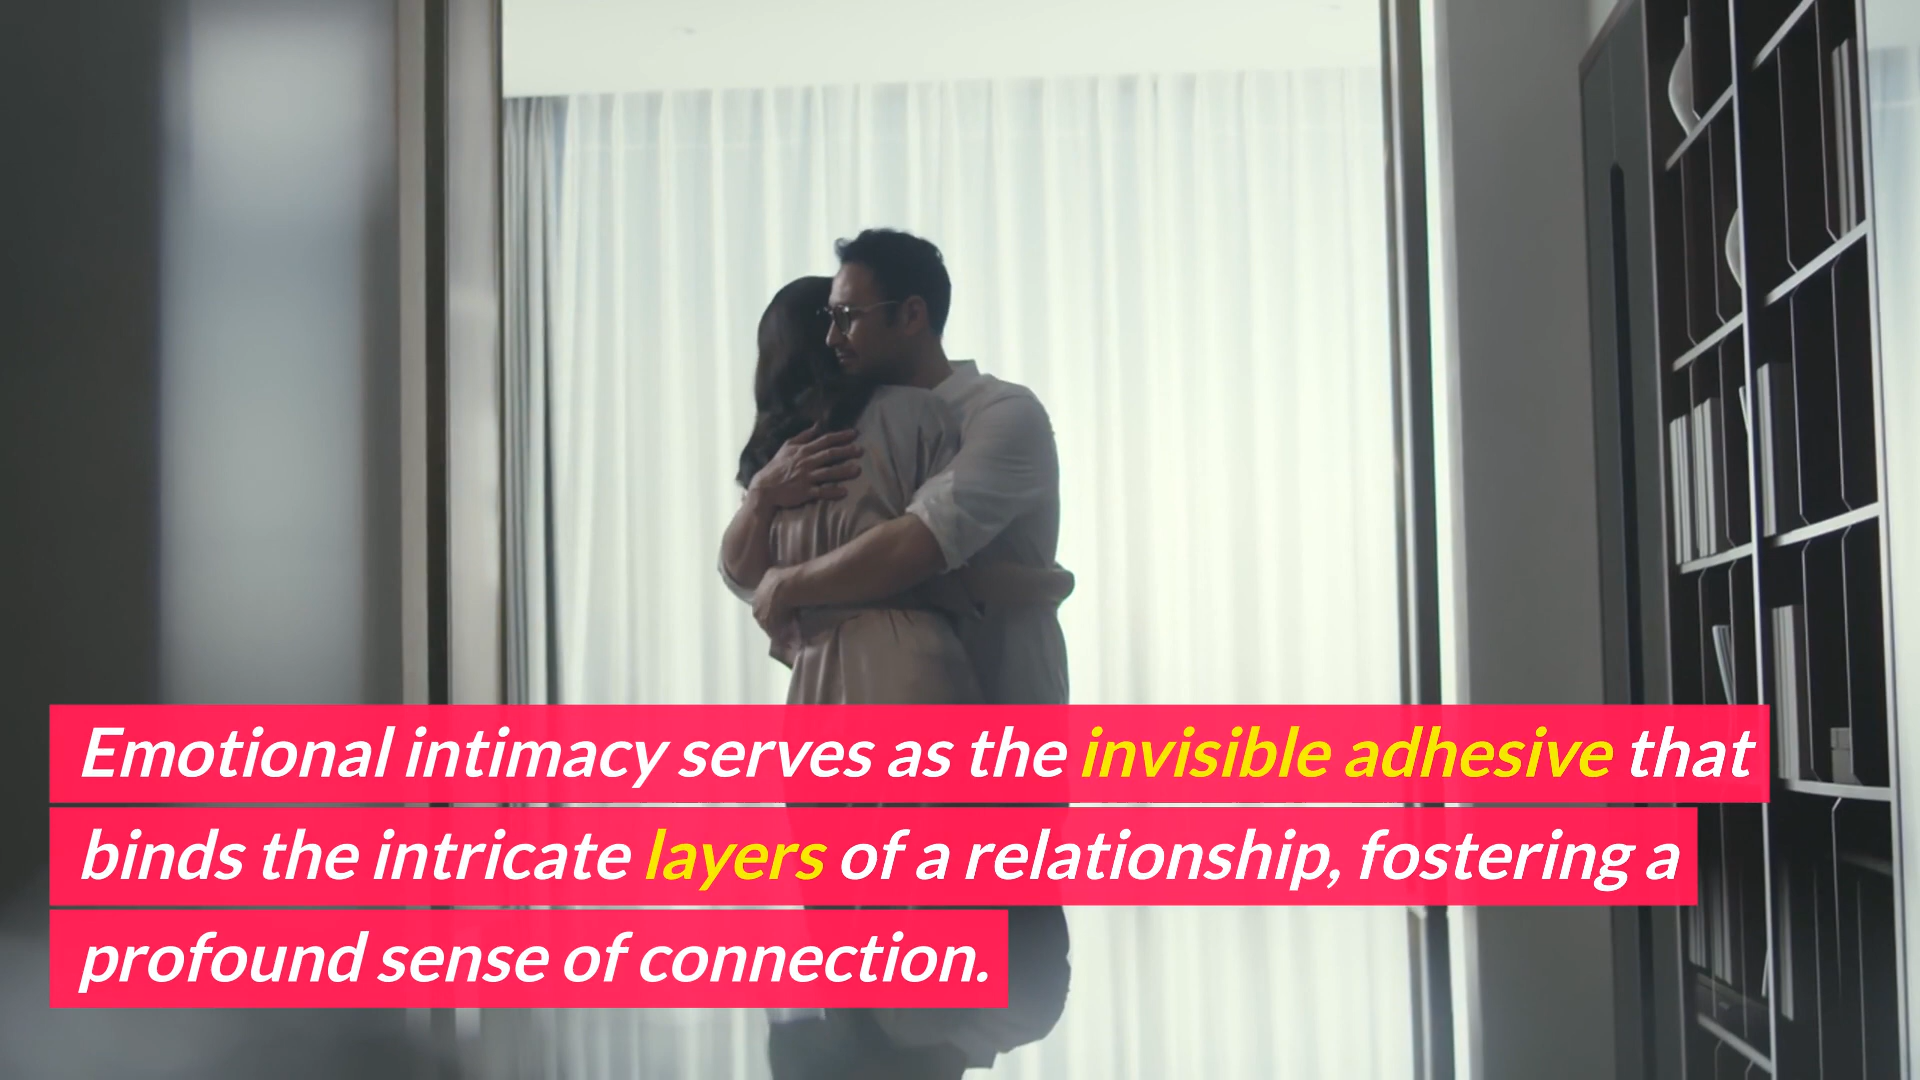 Emotional intimacy serves as the invisible adhesive that
binds the intricate layers of a relationship, fostering a
profound sense of connection.